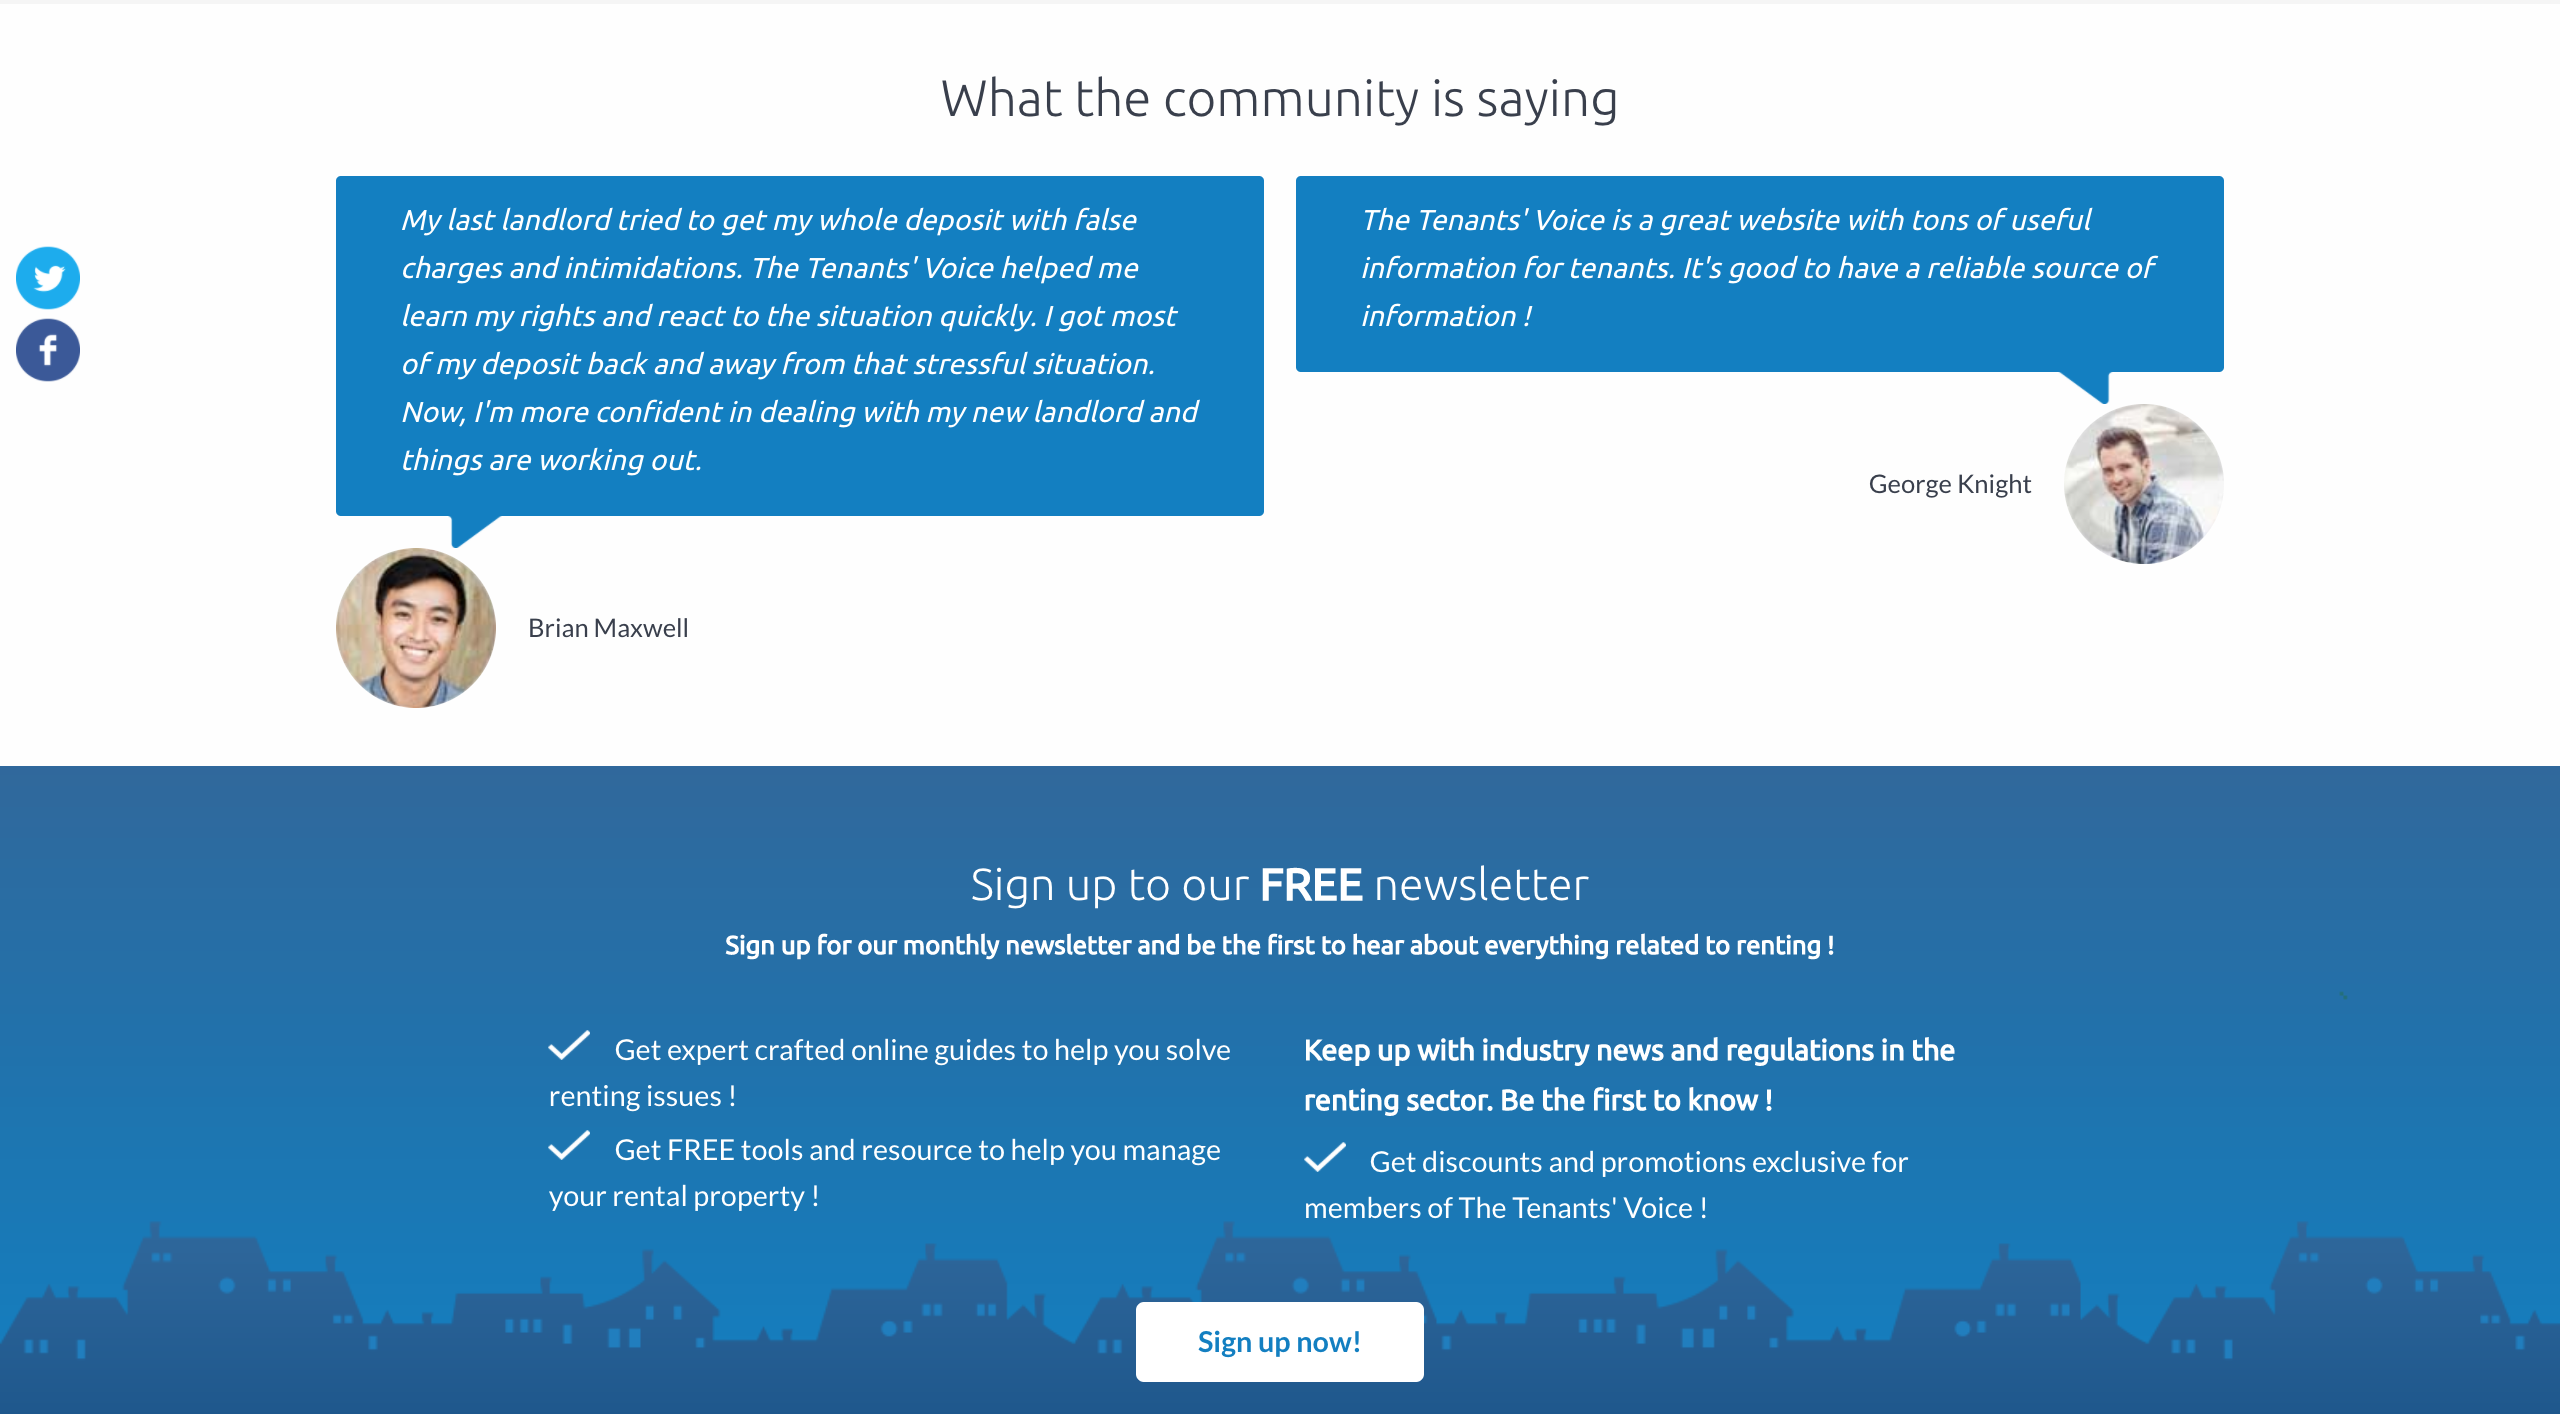 What the community is saying
My last landlord tried to get my whole deposit with false
charges and intimidations. The Tenants' Voice helped me
learn my rights and react to the situation quickly. I got most
of my deposit back and away from that stressful situation.
Now, I'm more confident in dealing with my new landlord and
things are working out.
Brian Maxwell
The Tenants' Voice is a great website with tons of useful
information for tenants. It's good to have a reliable source of
information !
George Knight
Sign up to our FREE newsletter
Sign up for our monthly newsletter and be the first to hear about everything related to renting !
Get expert crafted online guides to help you solve
renting issues !
Get FREE tools and resource to help you manage
your rental property !
Keep up with industry news and regulations in the
renting sector. Be the first to know !
Get discounts and promotions exclusive for
members of The Tenants' Voice !
Sign up now!